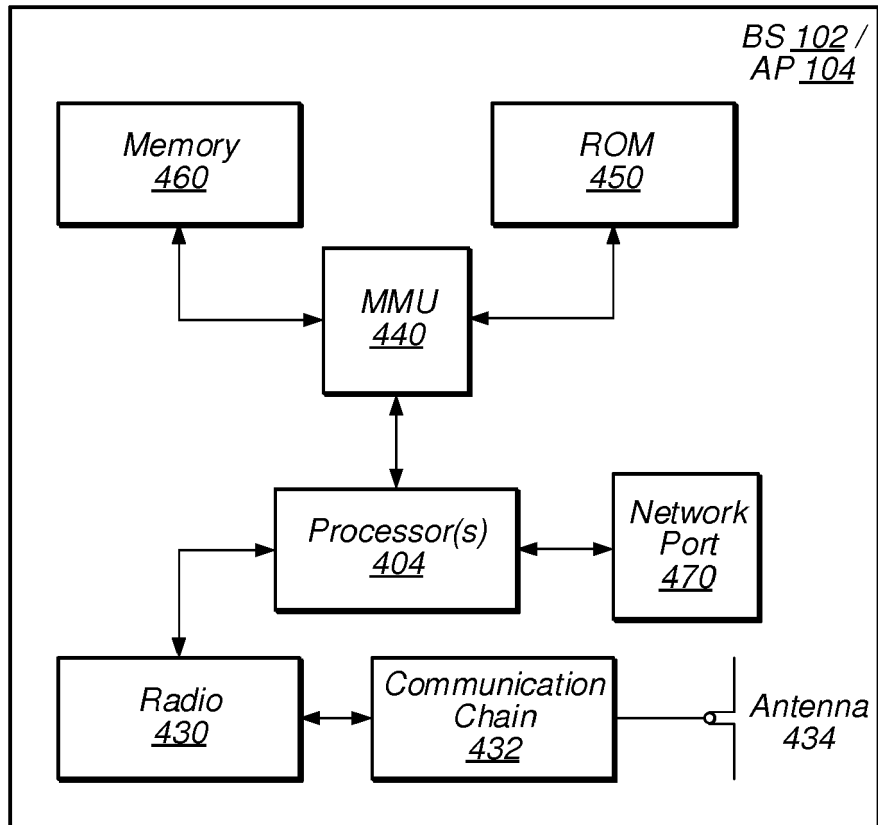 BS 102 /
AP 104
Memory
460
ROM
450
MMU
440
Processor(s)
404
Network
Port
470
Radio
430
Communication
Chain
432
Antenna
434